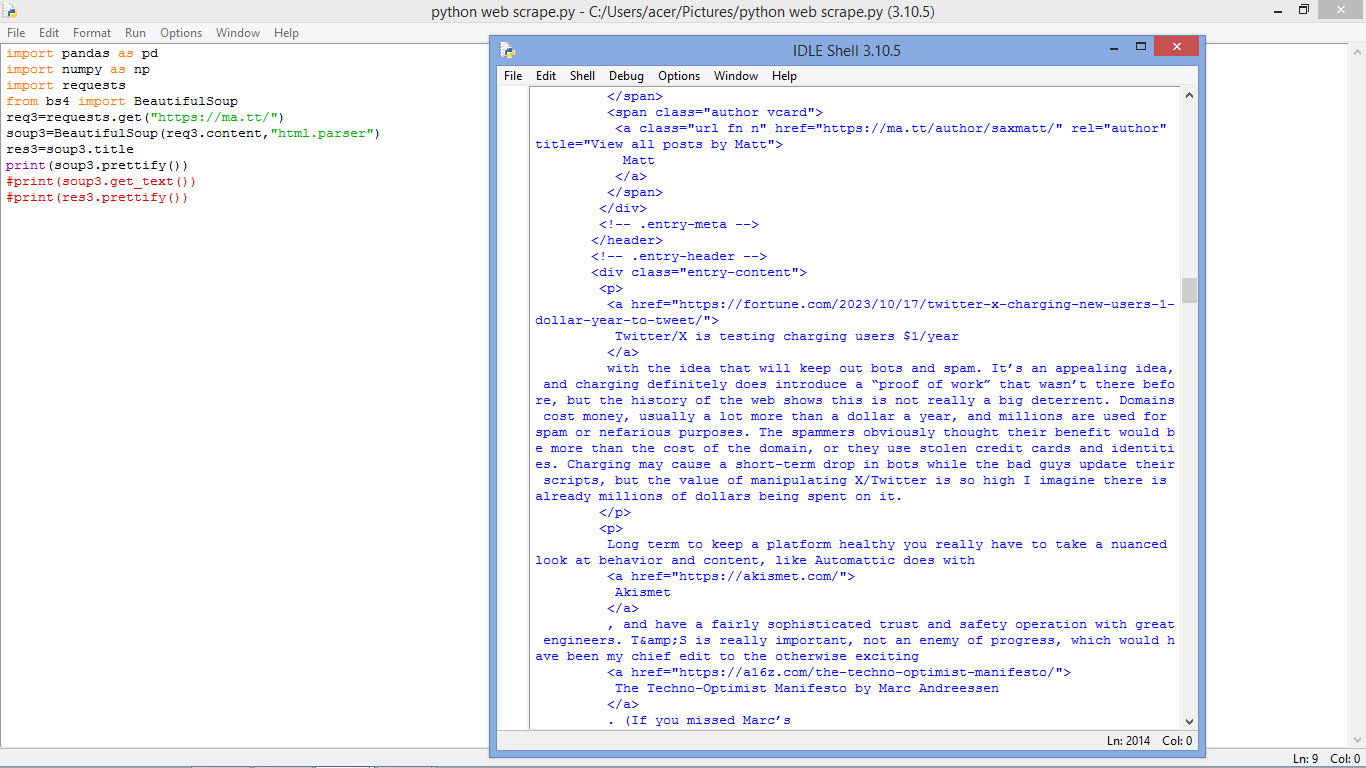 python web scrape.py - C:/Users/acer/Pictures/python web scrape.py (3.10.5)
File Edit Format Run Options Window Help
import pandas as pd
import numpy as np
import requests
from bs4 import BeautifulSoup
req3=requests.get("https://ma.tt/")
soup3=BeautifulSoup(req3.content,"html.parser")
res3=soup3.title
print(soup3.prettify())
#print(soup3.get_text())
#print(res3.prettify())
IDLE Shell 3.10.5
File Edit Shell Debug Options Window Help
</span>
<span class="author vcard">
<a class="url fn n" href="https://ma.tt/author/saxmatt/" rel="author"
title="View all posts by Matt">
Matt
</a>
</span>
</div>
<!-- .entry-meta -->
</header>
<!-- .entry-header -->
<div class="entry-content">
<p>
<a href="https://fortune.com/2023/10/17/twitter-x-charging-new-users-1-
dollar-year-to-tweet/">
Twitter/X is testing charging users $1/year
</a>
with the idea that will keep out bots and spam. It’s an appealing idea,
and charging definitely does introduce a “proof of work” that wasn’t there befo
re, but the history of the web shows this is not really a big deterrent. Domains
cost money, usually a lot more than a dollar a year, and millions are used for
spam or nefarious purposes. The spammers obviously thought their benefit would b
e more than the cost of the domain, or they use stolen credit cards and identiti
es. Charging may cause a short-term drop in bots while the bad guys update their
scripts, but the value of manipulating X/Twitter is so high I imagine there is
already millions of dollars being spent on it.
</p>
<p>
Long term to keep a platform healthy you really have to take a nuanced
look at behavior and content, like Automattic does with
<a href="https://akismet.com/">
Akismet
</a>
, and have a fairly sophisticated trust and safety operation with great
engineers. T&amp;S is really important, not an enemy of progress, which would h
ave been my chief edit to the otherwise exciting
<a href="https://a16z.com/the-techno-optimist-manifesto/">
The Techno-Optimist Manifesto by Marc Andreessen
</a>
. (If you missed Marc’s
Ln: 2014 Col: 0
Ln: 9 Col: 0